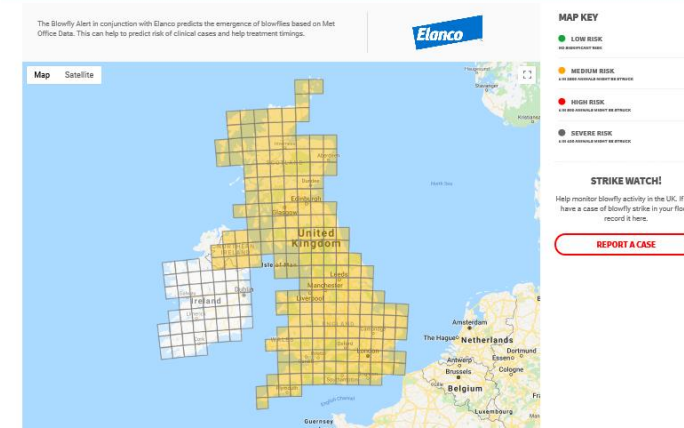 The Blowfly Alert in conjunction with Elanco predicts the emergence of blowflies based on Met
Office Data. This can help to predict risk of clinical cases and help treatment timings.
Elanco
MAP KEY
LOW RISK
MEDIUM RISK
HIGH RISK
SEVERE RISK
STRIKE WATCH!
Help monitor blowfly activity in the UK. If
have a case of blowfly strike in your
record it here.
REPORT A CASE
Map Satellite
Stavanger
North Sea
Dundee
Edinburgh
Glasgow
United
Kingdom
Isle of Man
Leeds
Manchester
Liverpool
Dublin
Ireland
ENGLAND
London
Amsterdam
The Hague
Netherlands
Antwerp
Essen
Dortmund
Brussels
Cologne
Belgium
Luxembourg
English Channel
Guernsey